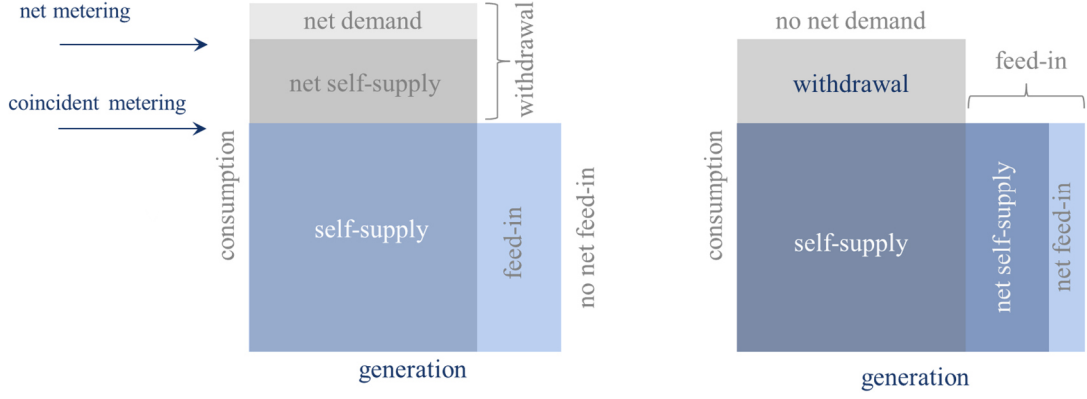 net metering
coincident metering
net demand
net self-supply
withdrawal
consumption
self-supply
feed-in
no net feed-in
generation
no net demand
feed-in
withdrawal
consumption
self-supply
net self-supply
net feed-in
generation